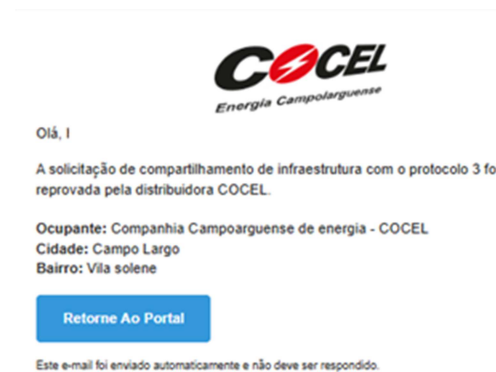 COCEL
Energia Campolarguense
Olá, I
A solicitação de compartilhamento de infraestrutura com o protocolo 3 fo
reprovada pela distribuidora COCEL.
Ocupante: Companhia Campoarguense de energia - COCEL
Cidade: Campo Largo
Bairro: Vila solene
Retorne Ao Portal
Este e-mail foi enviado automaticamente e não deve ser respondido.